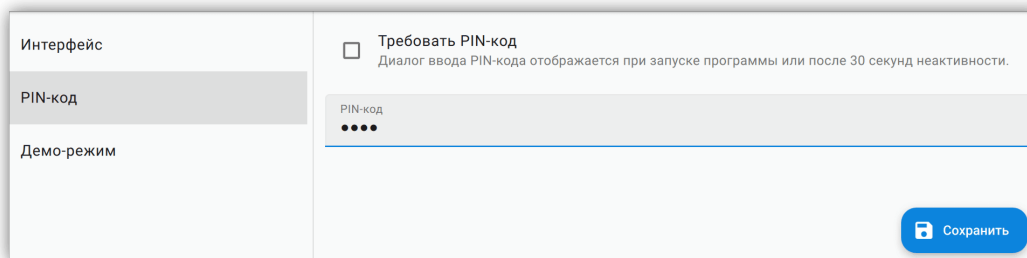 Интерфейс
PIN-код
Демо-режим
Требовать PIN-код
Диалог ввода PIN-кода отображается при запуске программы или после 30 секунд неактивности.
PIN-код
••••
Сохранить